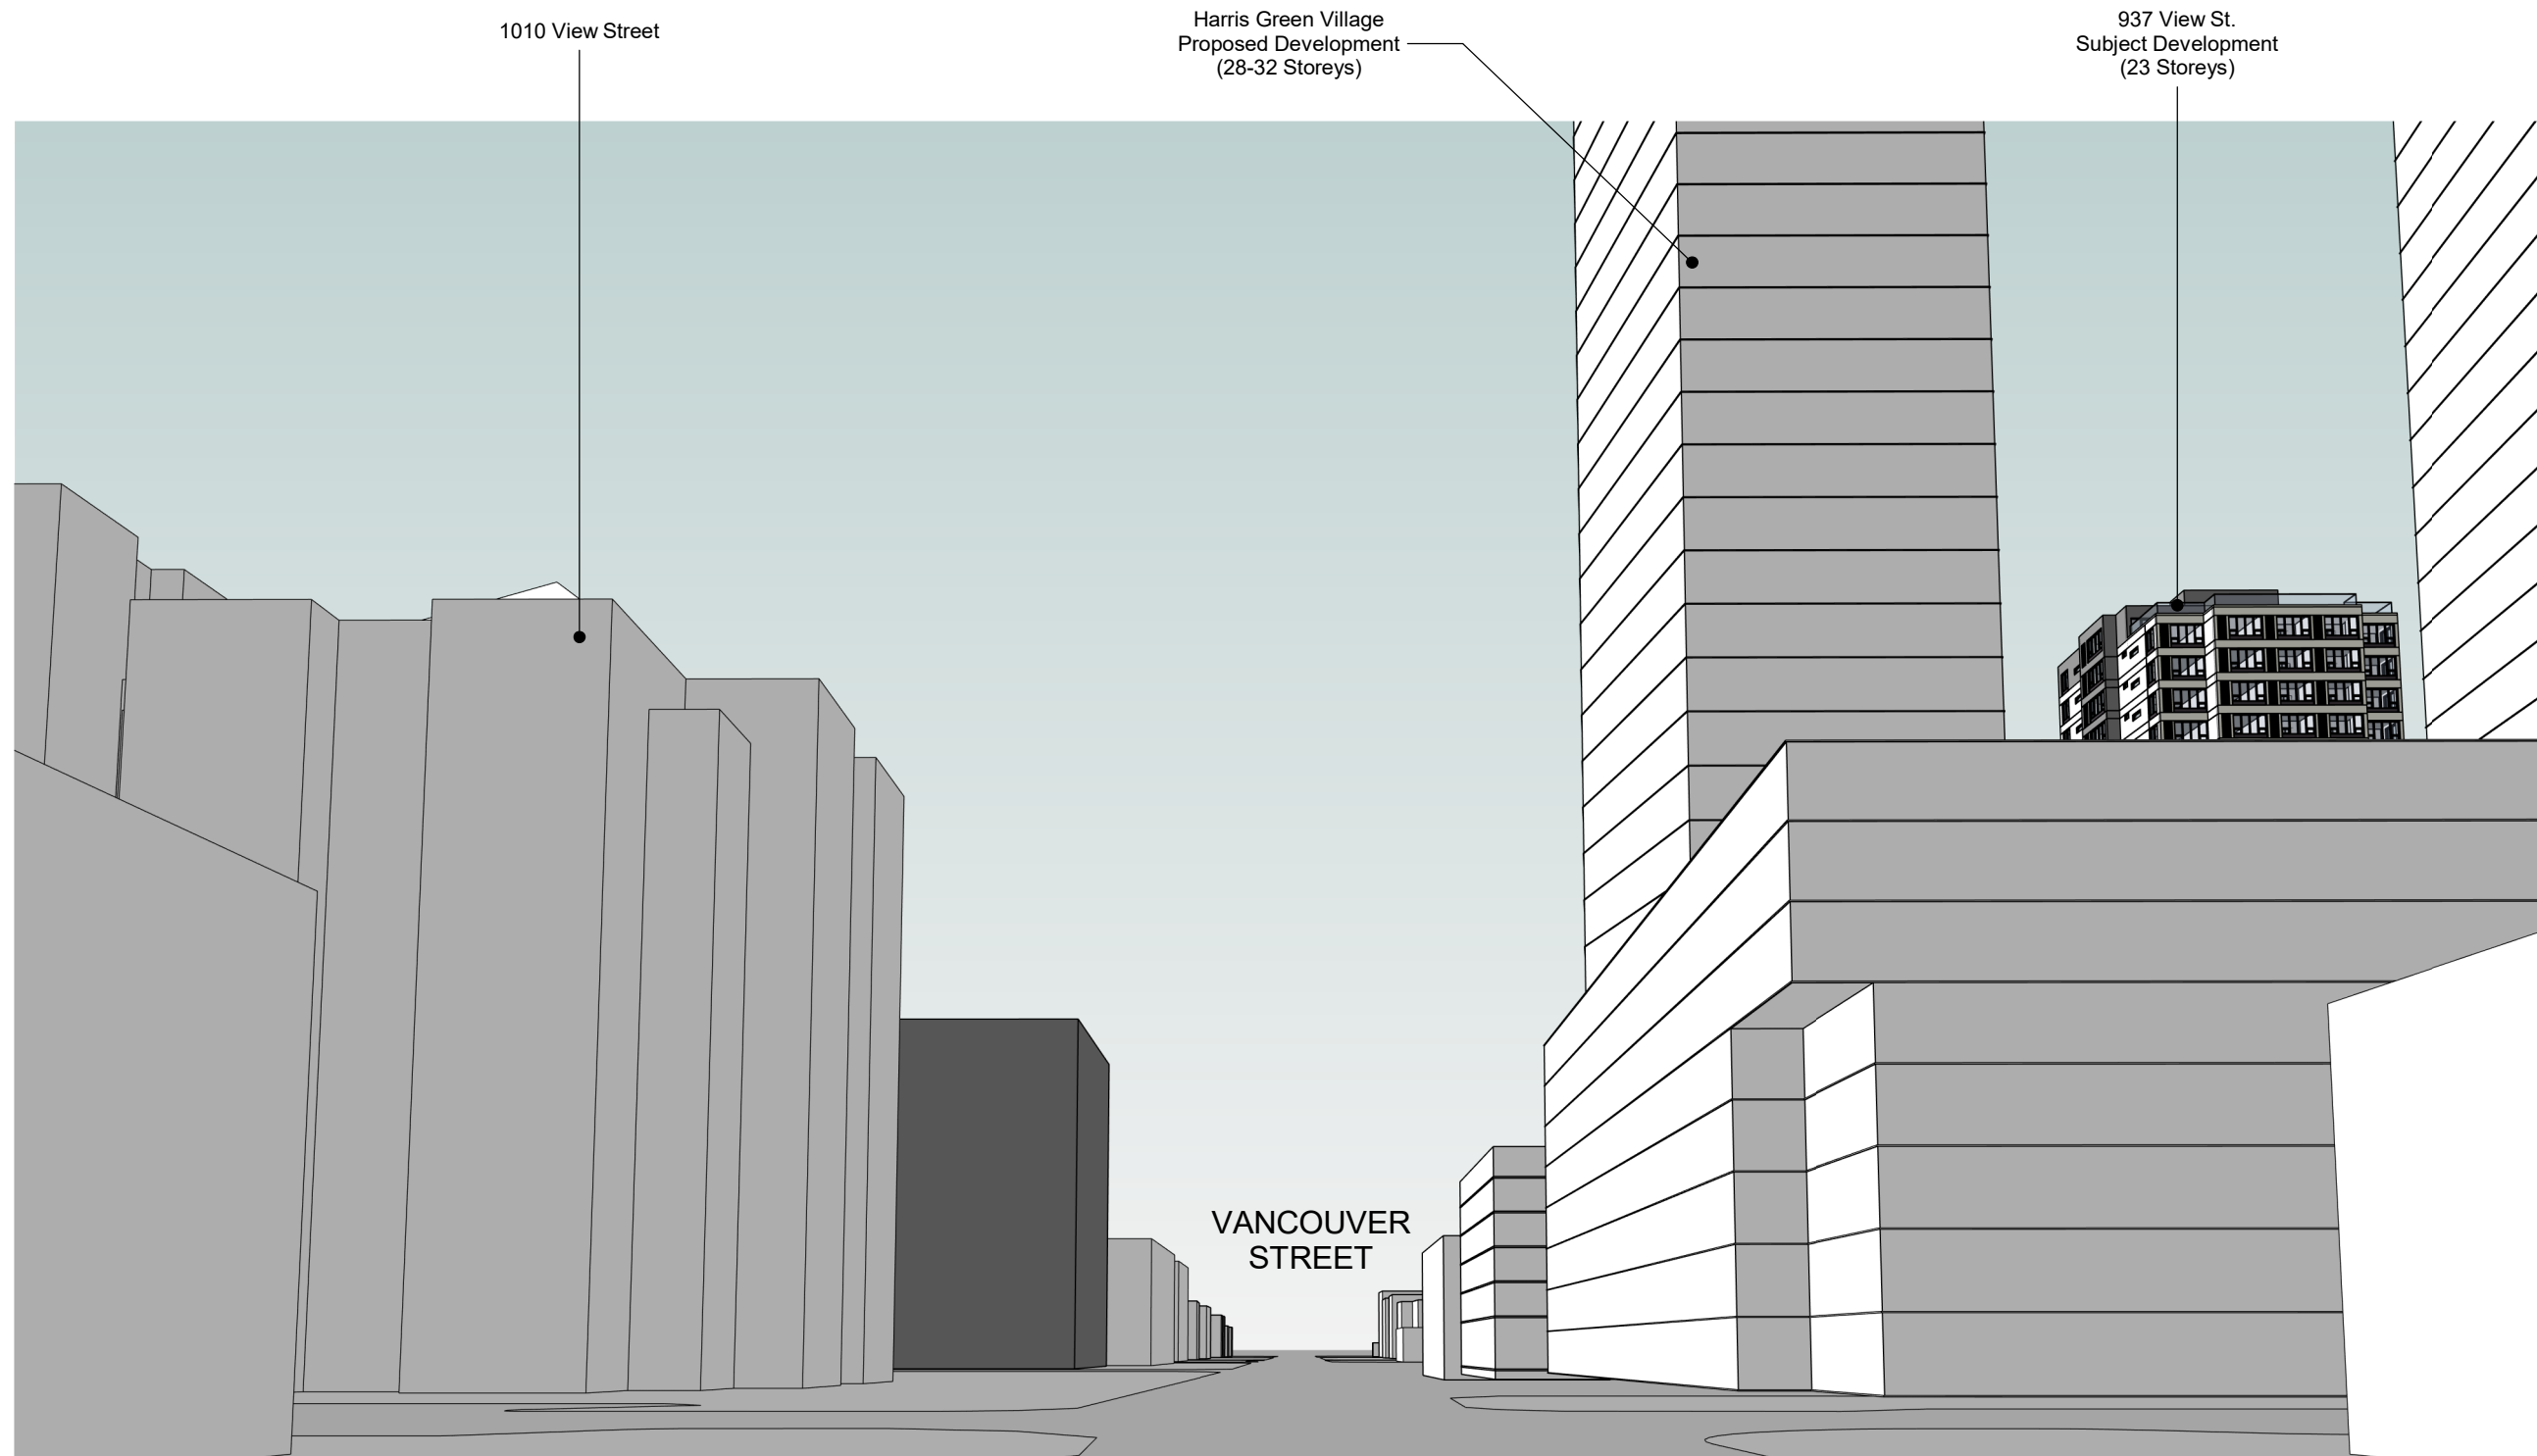 1010 View Street
Harris Green Village
Proposed Development
(28-32 Storeys)
937 View St.
Subject Development
(23 Storeys)
VANCOUVER
STREET